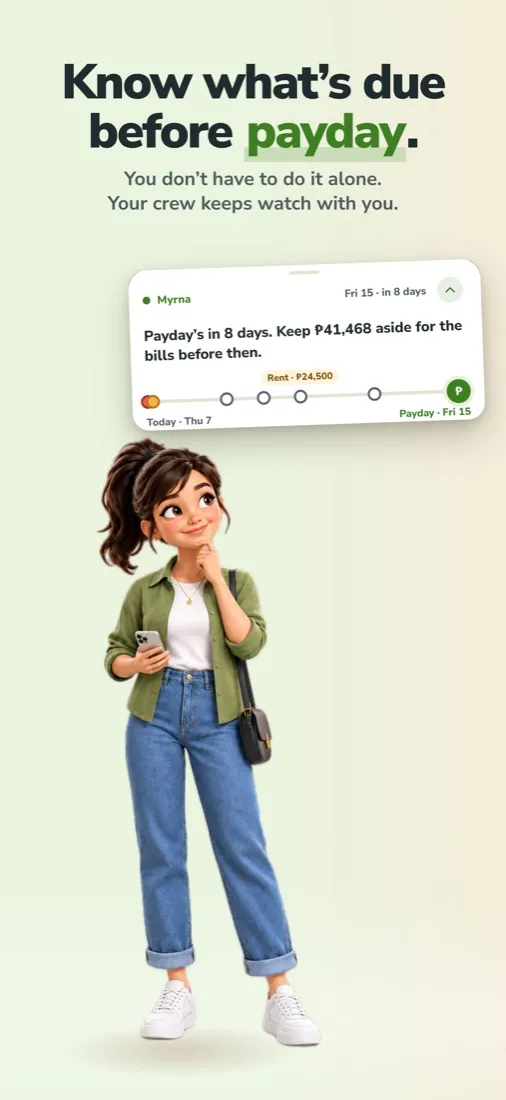 Know what’s due
before payday.
You don’t have to do it alone.
Your crew keeps watch with you.
Myrna
Fri 15 · in 8 days
Payday’s in 8 days. Keep ₱41,468 aside for the
bills before then.
Rent · ₱24,500
₱
Today · Thu 7
Payday · Fri 15